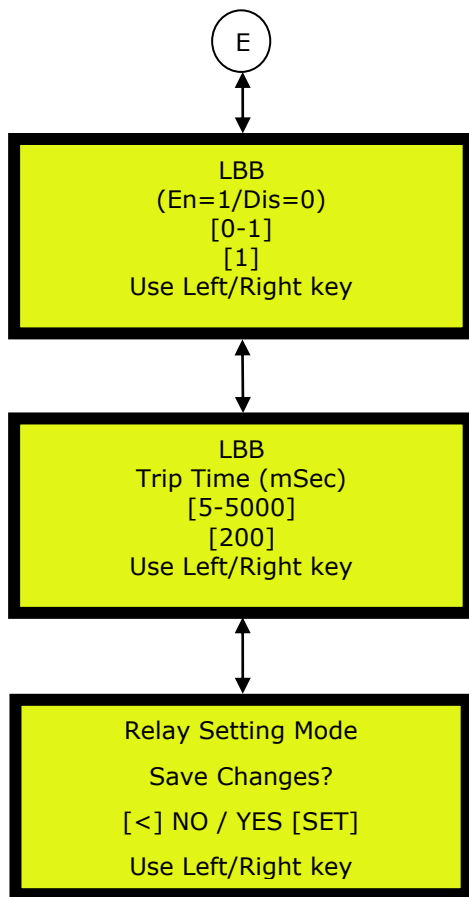 E
LBB
(En=1/Dis=0)
[0-1]
[1]
Use Left/Right key
LBB
Trip Time (mSec)
[5-5000]
[200]
Use Left/Right key
Relay Setting Mode
Save Changes?
[<] NO / YES [SET]
Use Left/Right key